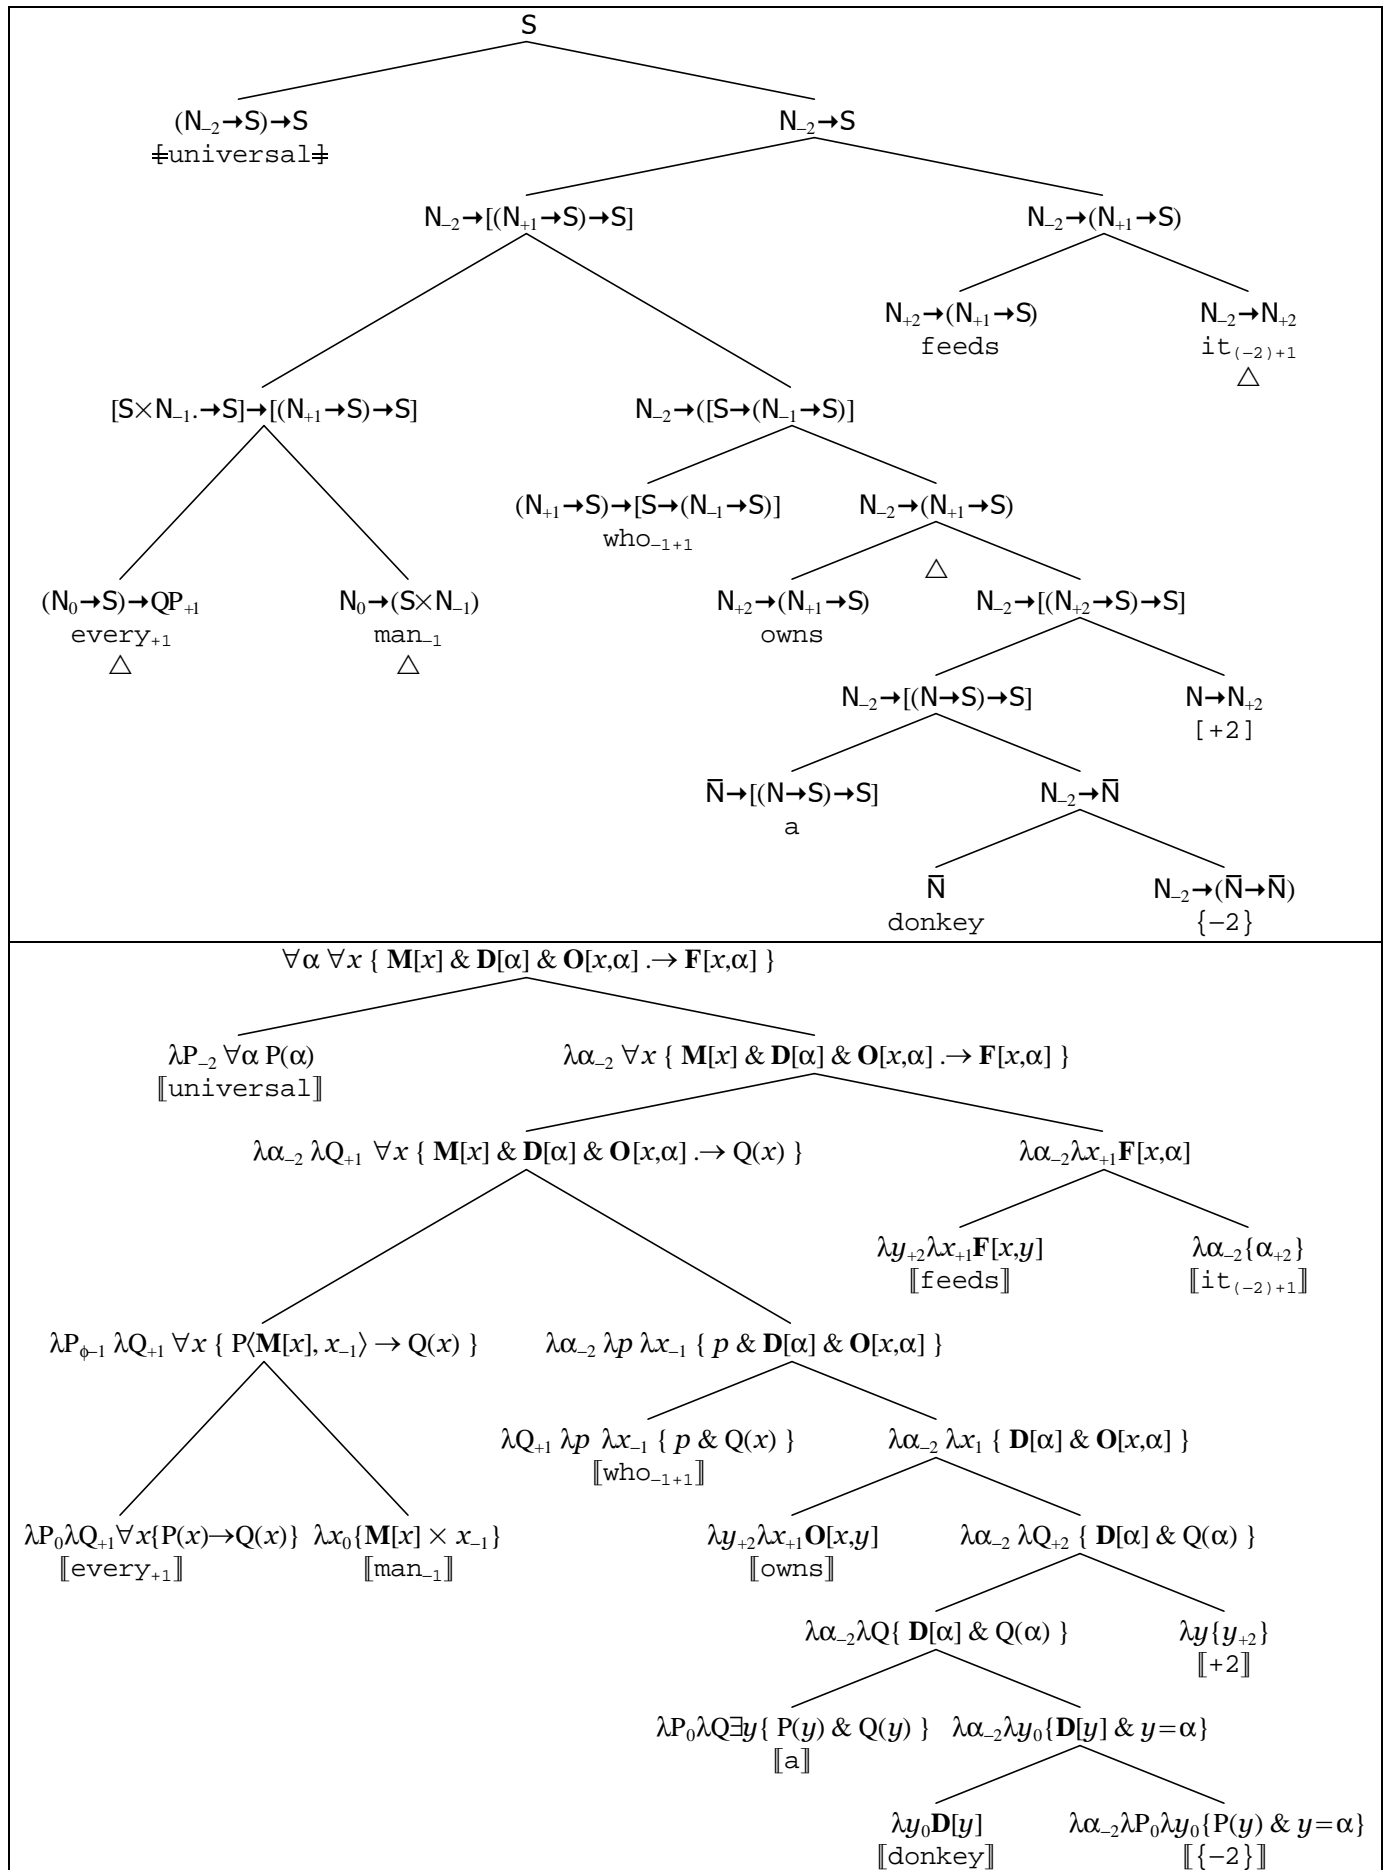 S
(N₋₂→S)→S N₋₂→S
⟦universal⟧
N₋₂→[(N₊₁→S)→S] N₋₂→(N₊₁→S)
N₊₂→(N₊₁→S) N₋₂→N₊₂
feeds it₍₋₂₎₊₁
△
[S×N₋₁.→S]→[(N₊₁→S)→S] N₋₂→([S→(N₋₁→S)]
(N₊₁→S)→[S→(N₋₁→S)] N₋₂→(N₊₁→S)
who₋₁₊₁
△
(N₀→S)→QP₊₁ N₀→(S×N₋₁) N₊₂→(N₊₁→S) N₋₂→[(N₊₂→S)→S]
every₊₁ man₋₁ owns
△ △
N₋₂→[(N→S)→S] N→N₊₂
[+2]
N̅→[(N→S)→S] N₋₂→N̅
a
N̅ N₋₂→(N̅→N̅)
donkey {−2}
∀α ∀x { M[x] & D[α] & O[x,α] .→ F[x,α] }
λP₋₂ ∀α P(α) λα₋₂ ∀x { M[x] & D[α] & O[x,α] .→ F[x,α] }
⟦universal⟧
λα₋₂ λQ₊₁ ∀x { M[x] & D[α] & O[x,α] .→ Q(x) } λα₋₂λx₊₁F[x,α]
λy₊₂λx₊₁F[x,y] λα₋₂{α₊₂}
⟦feeds⟧ ⟦it₍₋₂₎₊₁⟧
λPᵩ₋₁ λQ₊₁ ∀x { P⟨M[x], x₋₁⟩ → Q(x) } λα₋₂ λp λx₋₁ { p & D[α] & O[x,α] }
λQ₊₁ λp λx₋₁ { p & Q(x) } λα₋₂ λx₁ { D[α] & O[x,α] }
⟦who₋₁₊₁⟧
λP₀λQ₊₁∀x{P(x)→Q(x)} λx₀{M[x] × x₋₁} λy₊₂λx₊₁O[x,y] λα₋₂ λQ₊₂ { D[α] & Q(α) }
⟦every₊₁⟧ ⟦man₋₁⟧ ⟦owns⟧
λα₋₂λQ{ D[α] & Q(α) } λy{y₊₂}
⟦+2⟧
λP₀λQ∃y{ P(y) & Q(y) } λα₋₂λy₀{D[y] & y=α}
⟦a⟧
λy₀D[y] λα₋₂λP₀λy₀{P(y) & y=α}
⟦donkey⟧ ⟦{−2}⟧